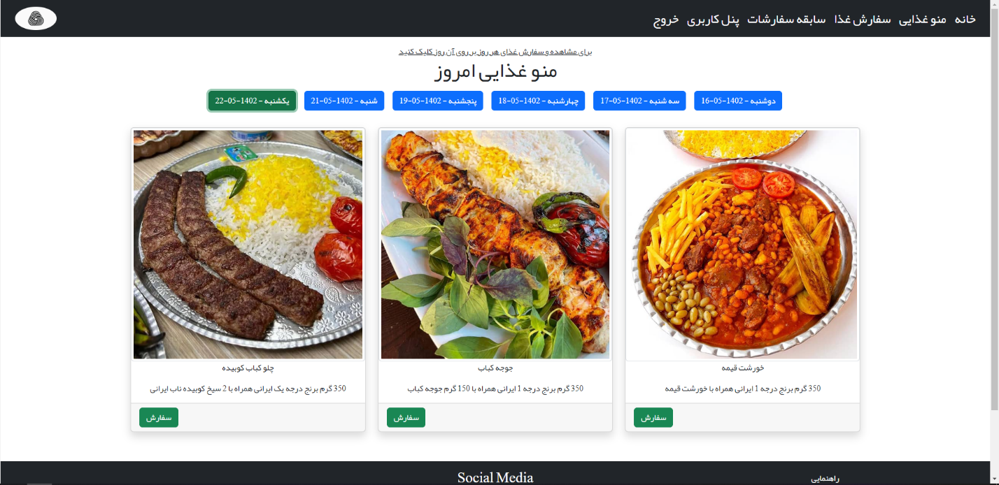 خانه منو غذایی سفارش غذا سابقه سفارشات پنل کاربری خروج
برای مشاهده و سفارش غذای هر روز بر روی آن روز کلیک کنید
منو غذایی امروز
دوشنبه - 1402-05-16
سه شنبه - 1402-05-17
چهارشنبه - 1402-05-18
پنجشنبه - 1402-05-19
شنبه - 1402-05-21
یکشنبه - 1402-05-22
خورشت قیمه
350 گرم برنج درجه 1 ایرانی همراه با خورشت قیمه
سفارش
جوجه کباب
350 گرم برنج درجه 1 ایرانی همراه با 150 گرم جوجه کباب
سفارش
چلو کباب کوبیده
350 گرم برنج درجه یک ایرانی همراه با 2 سیخ کوبیده ناب ایرانی
سفارش
راهنمایی
Social Media